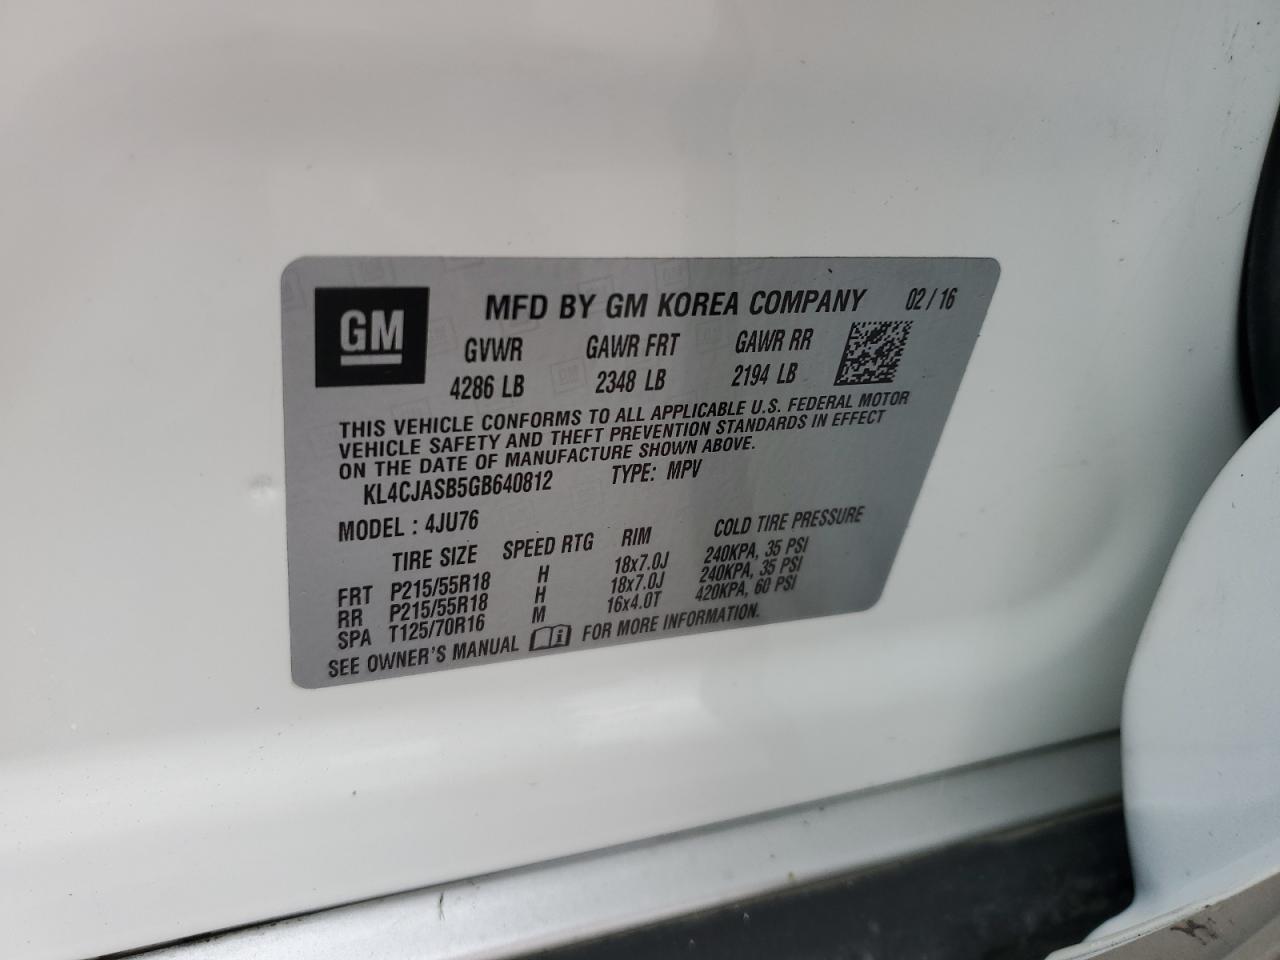 GM
MFD BY GM KOREA COMPANY 02 / 16
GVWR GAWR FRT GAWR RR
4286 LB 2348 LB 2194 LB
THIS VEHICLE CONFORMS TO ALL APPLICABLE U.S. FEDERAL MOTOR
VEHICLE SAFETY AND THEFT PREVENTION STANDARDS IN EFFECT
ON THE DATE OF MANUFACTURE SHOWN ABOVE.
KL4CJASB5GB640812 TYPE: MPV
MODEL : 4JU76
TIRE SIZE SPEED RTG RIM COLD TIRE PRESSURE
FRT P215/55R18 H 18x7.0J 240KPA, 35 PSI
RR P215/55R18 H 18x7.0J 240KPA, 35 PSI
SPA T125/70R16 M 16x4.0T 420KPA, 60 PSI
SEE OWNER'S MANUAL i FOR MORE INFORMATION.